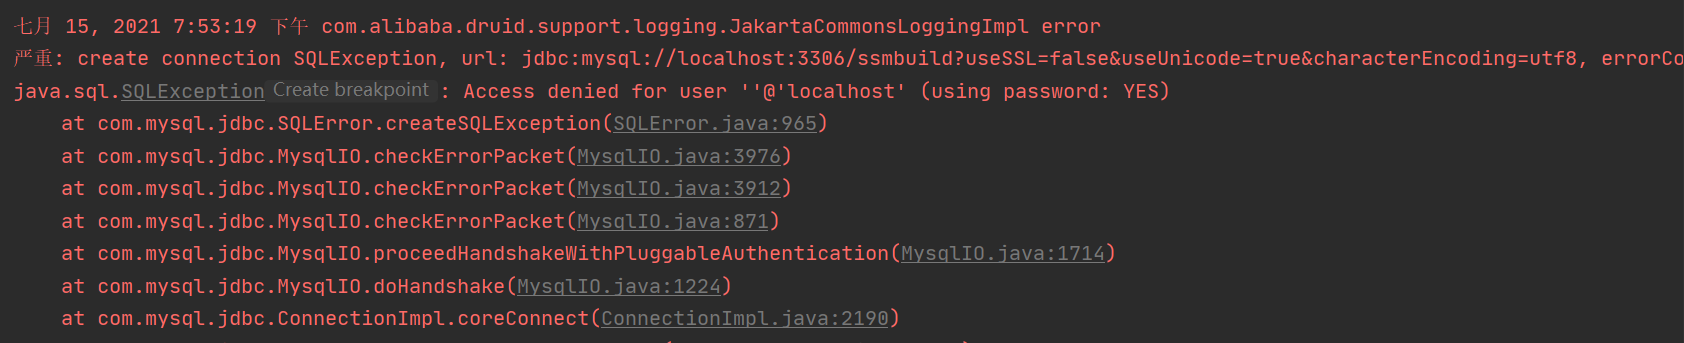 七月 15, 2021 7:53:19 下午 com.alibaba.druid.support.logging.JakartaCommonsLoggingImpl error
严重: create connection SQLException, url: jdbc:mysql://localhost:3306/ssmbuild?useSSL=false&useUnicode=true&characterEncoding=utf8, errorCo
java.sql.SQLException Create breakpoint : Access denied for user ''@'localhost' (using password: YES)
at com.mysql.jdbc.SQLError.createSQLException(SQLError.java:965)
at com.mysql.jdbc.MysqlIO.checkErrorPacket(MysqlIO.java:3976)
at com.mysql.jdbc.MysqlIO.checkErrorPacket(MysqlIO.java:3912)
at com.mysql.jdbc.MysqlIO.checkErrorPacket(MysqlIO.java:871)
at com.mysql.jdbc.MysqlIO.proceedHandshakeWithPluggableAuthentication(MysqlIO.java:1714)
at com.mysql.jdbc.MysqlIO.doHandshake(MysqlIO.java:1224)
at com.mysql.jdbc.ConnectionImpl.coreConnect(ConnectionImpl.java:2190)